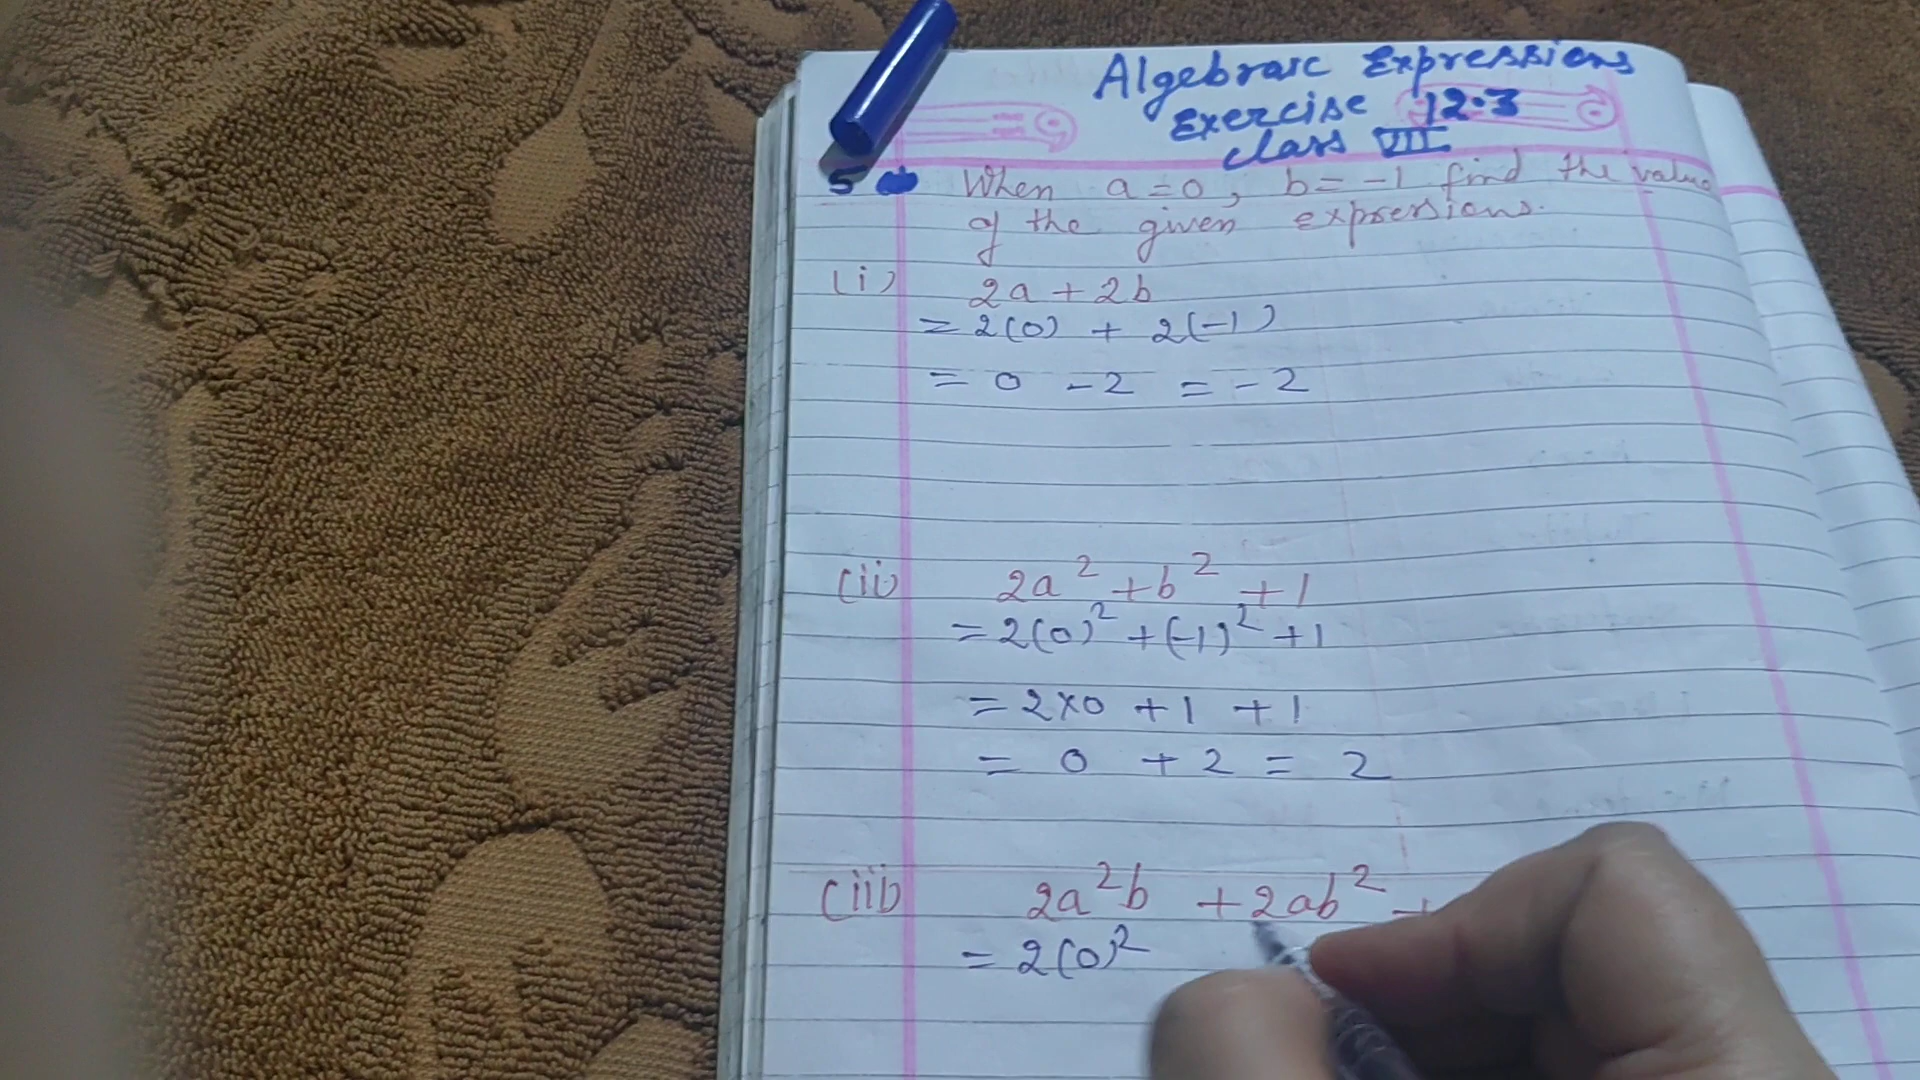 Algebraic Expressions
Exercise 12.3
class VII
5 When a = 0, b = -1 find the value
of the given expressions.
(i) 2a + 2b
= 2(0) + 2(-1)
= 0 - 2 = -2
(ii) 2a² + b² + 1
= 2(0)² + (-1)² + 1
= 2×0 + 1 + 1
= 0 + 2 = 2
(iii) 2a²b + 2ab² +
= 2(0)²